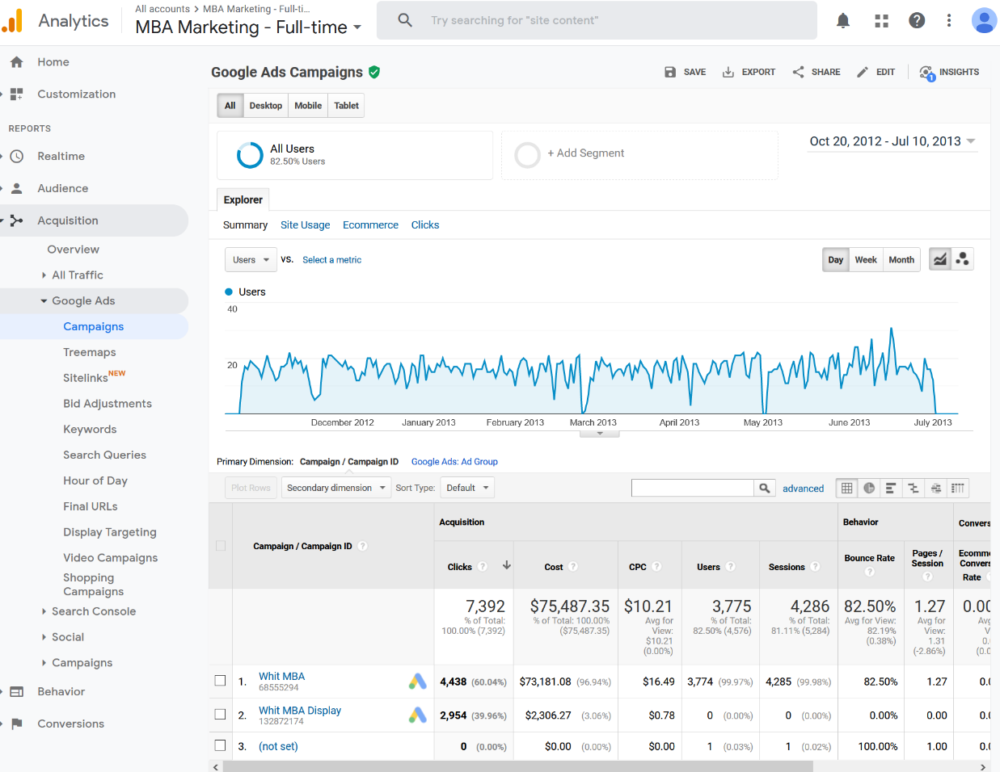 Analytics
All accounts > MBA Marketing - Full-ti...
MBA Marketing - Full-time
Try searching for "site content"
Home
Customization
REPORTS
Realtime
Audience
Acquisition
Overview
All Traffic
Google Ads
Campaigns
Treemaps
Sitelinks NEW
Bid Adjustments
Keywords
Search Queries
Hour of Day
Final URLs
Display Targeting
Video Campaigns
Shopping
Campaigns
Search Console
Social
Campaigns
Behavior
Conversions
Google Ads Campaigns
SAVE EXPORT SHARE EDIT 1 INSIGHTS
All Desktop Mobile Tablet
All Users
82.50% Users
+ Add Segment
Oct 20, 2012 - Jul 10, 2013
Explorer
Summary Site Usage Ecommerce Clicks
Users VS. Select a metric
Day Week Month
Users
40
20
December 2012 January 2013 February 2013 March 2013 April 2013 May 2013 June 2013 July 2013
Primary Dimension: Campaign / Campaign ID Google Ads: Ad Group
Plot Rows Secondary dimension Sort Type: Default advanced
Campaign / Campaign ID ?
Acquisition Behavior Convers
Clicks ? Cost ? CPC ? Users ? Sessions ?
Bounce Rate
?
Pages /
Session
?
Ecomme
Convers
Rate
7,392
% of Total:
100.00% (7,392)
$75,487.35
% of Total: 100.00%
($75,487.35)
$10.21
Avg for
View:
$10.21
(0.00%)
3,775
% of Total:
82.50% (4,576)
4,286
% of Total:
81.11% (5,284)
82.50%
Avg for View:
82.19%
(0.38%)
1.27
Avg for
View:
1.31
(-2.86%)
0.00
Avg
V
0.
(0.0
1. Whit MBA
68555294
4,438 (60.04%) $73,181.08 (96.94%) $16.49 3,774 (99.97%) 4,285 (99.98%) 82.50% 1.27 0.0
2. Whit MBA Display
132872174
2,954 (39.96%) $2,306.27 (3.06%) $0.78 0 (0.00%) 0 (0.00%) 0.00% 0.00 0.0
3. (not set) 0 (0.00%) $0.00 (0.00%) $0.00 1 (0.03%) 1 (0.02%) 100.00% 1.00 0.0